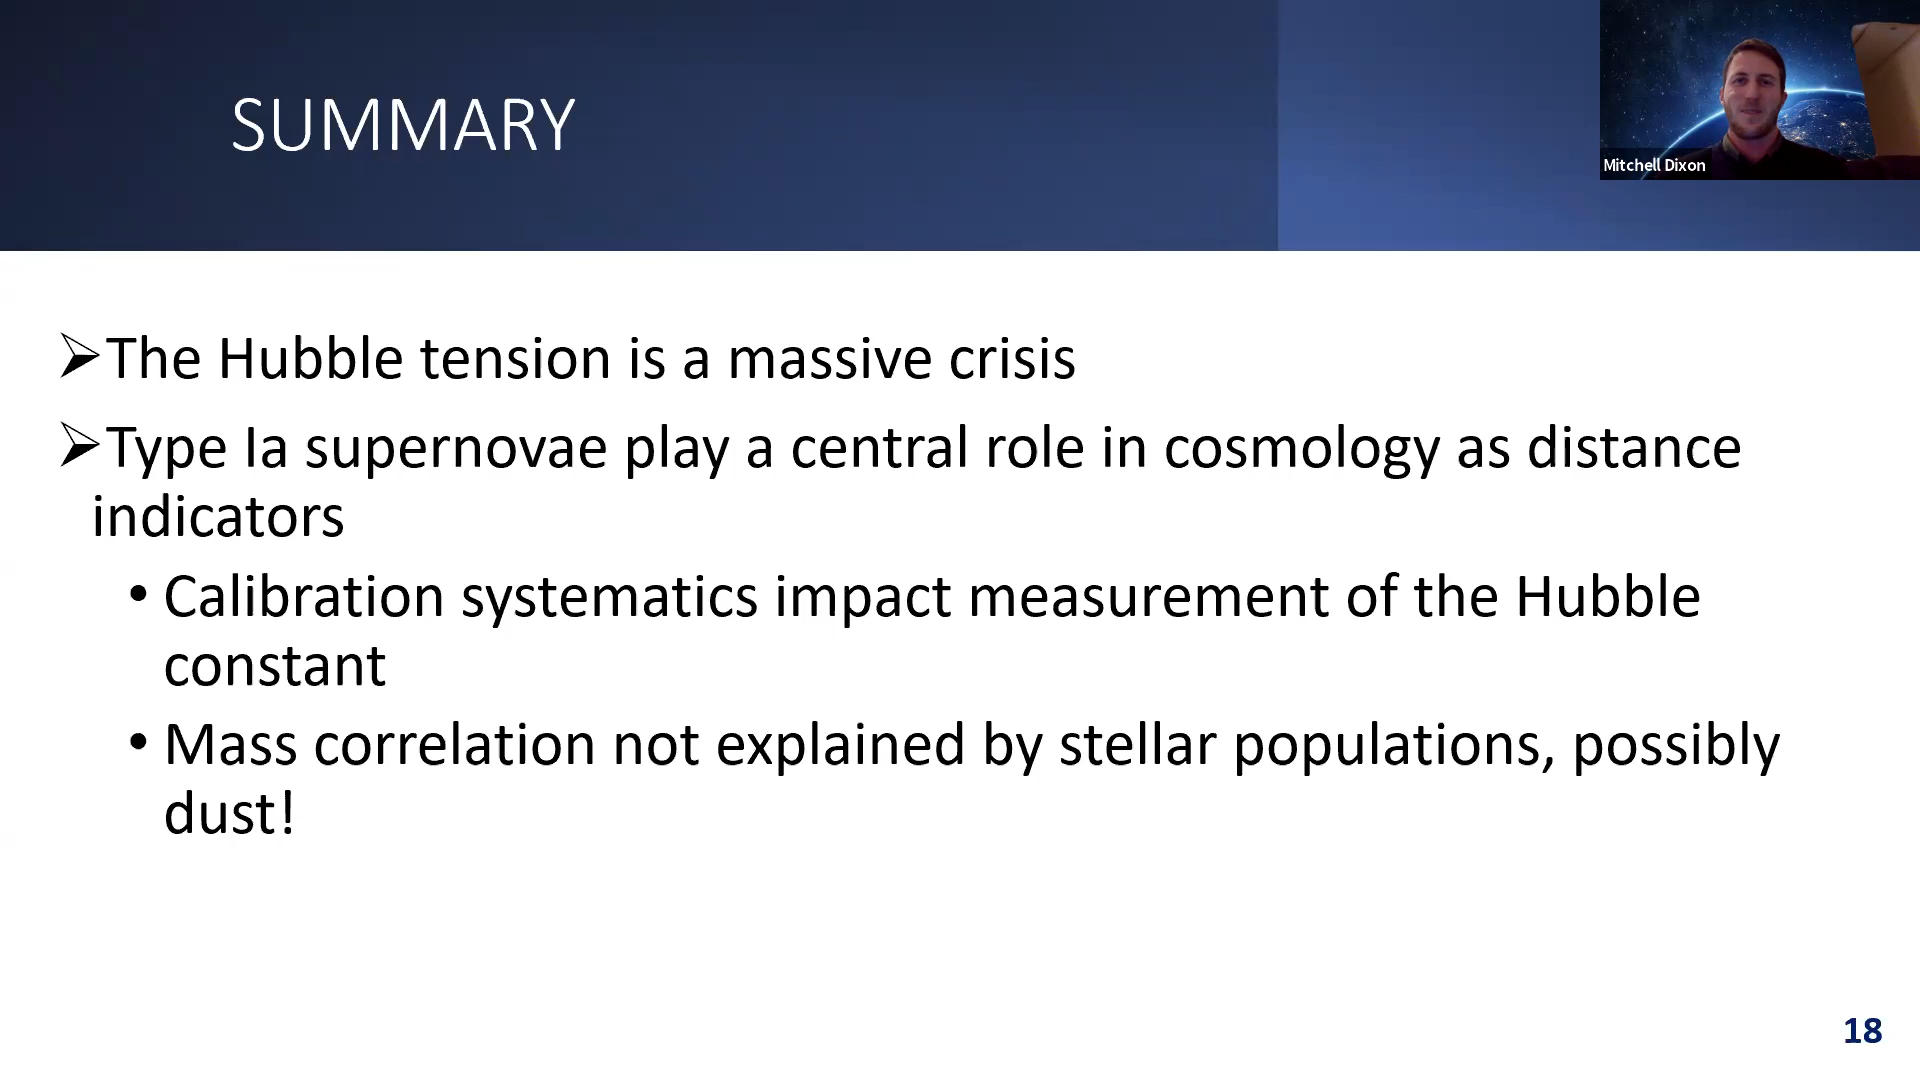 SUMMARY
Mitchell Dixon
➢The Hubble tension is a massive crisis
➢Type Ia supernovae play a central role in cosmology as distance
indicators
• Calibration systematics impact measurement of the Hubble
constant
• Mass correlation not explained by stellar populations, possibly
dust!
18